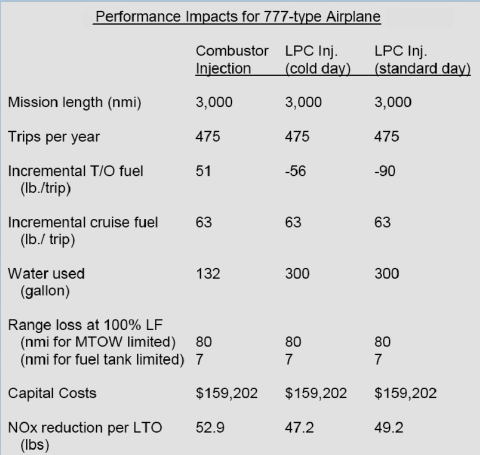 Performance Impacts for 777-type Airplane
Combustor LPC Inj. LPC Inj.
Injection (cold day) (standard day)
Mission length (nmi) 3,000 3,000 3,000
Trips per year 475 475 475
Incremental T/O fuel 51 -56 -90
(lb./trip)
Incremental cruise fuel 63 63 63
(lb./ trip)
Water used 132 300 300
(gallon)
Range loss at 100% LF
(nmi for MTOW limited) 80 80 80
(nmi for fuel tank limited) 7 7 7
Capital Costs $159,202 $159,202 $159,202
NOx reduction per LTO 52.9 47.2 49.2
(lbs)